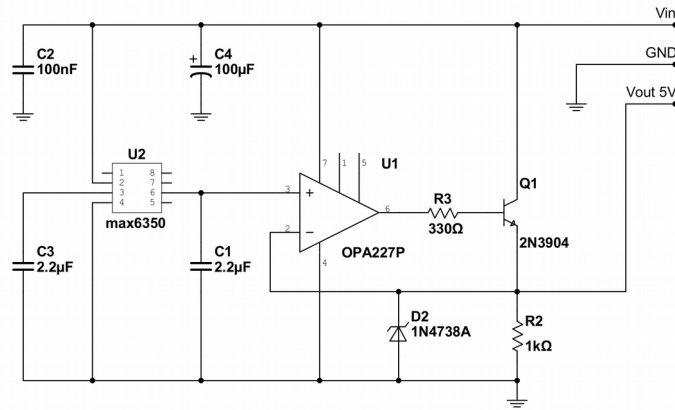 Vin
C2
100nF
+
C4
100µF
GND
Vout 5V
U2
1 8
2 7
3 6
4 5
max6350
7
1
5
U1
3
+
2
−
6
4
OPA227P
R3
330Ω
Q1
2N3904
C3
2.2µF
C1
2.2µF
D2
1N4738A
R2
1kΩ